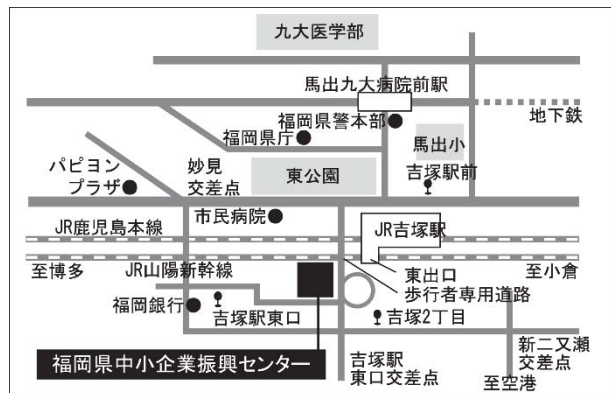 九大医学部
馬出九大病院前駅
地下鉄
福岡県警本部
福岡県庁
馬出小
パピヨン
プラザ
妙見
交差点
東公園
吉塚駅前
市民病院
JR鹿児島本線
JR吉塚駅
至博多
JR山陽新幹線
東出口
至小倉
歩行者専用道路
福岡銀行
吉塚駅東口
吉塚2丁目
福岡県中小企業振興センター
吉塚駅
東口交差点
新二又瀬
交差点
至空港